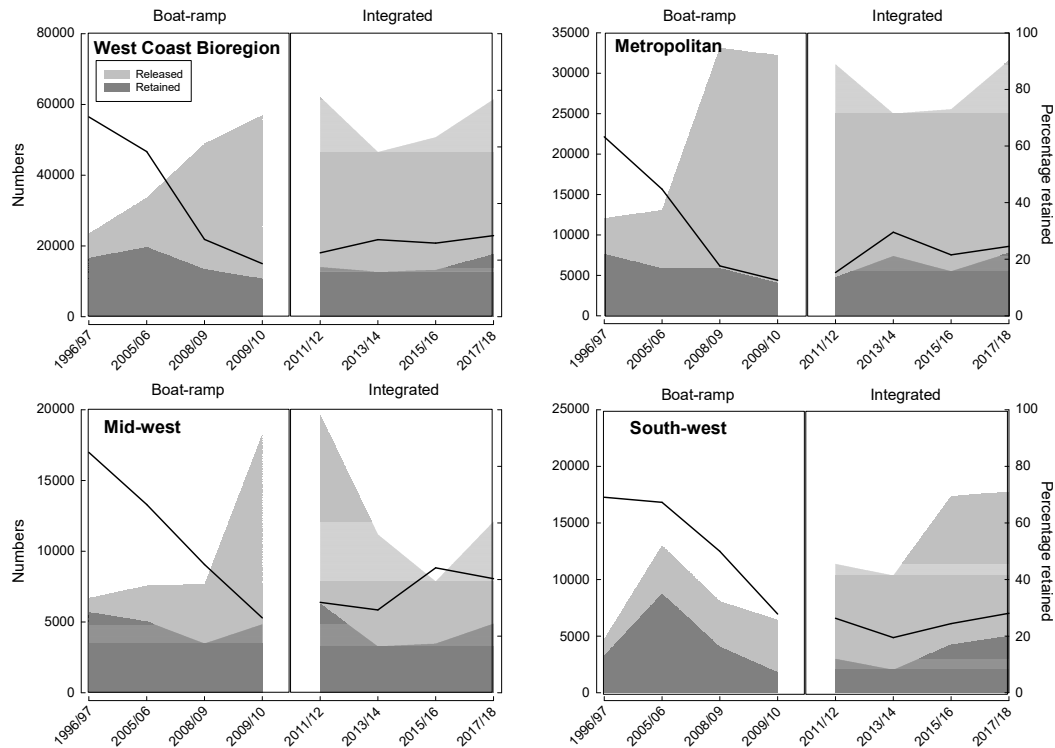 Boat-ramp Integrated
West Coast Bioregion
Released
Retained
Numbers
80000
60000
40000
20000
0
1996/97 2005/06 2008/09 2009/10 2011/12 2013/14 2015/16 2017/18
Boat-ramp Integrated
Metropolitan
35000
30000
25000
20000
15000
10000
5000
0
100
80
60
40
20
0
Percentage retained
1996/97 2005/06 2008/09 2009/10 2011/12 2013/14 2015/16 2017/18
Boat-ramp Integrated
Mid-west
Numbers
20000
15000
10000
5000
0
1996/97 2005/06 2008/09 2009/10 2011/12 2013/14 2015/16 2017/18
Boat-ramp Integrated
South-west
25000
20000
15000
10000
5000
0
100
80
60
40
20
0
Percentage retained
1996/97 2005/06 2008/09 2009/10 2011/12 2013/14 2015/16 2017/18